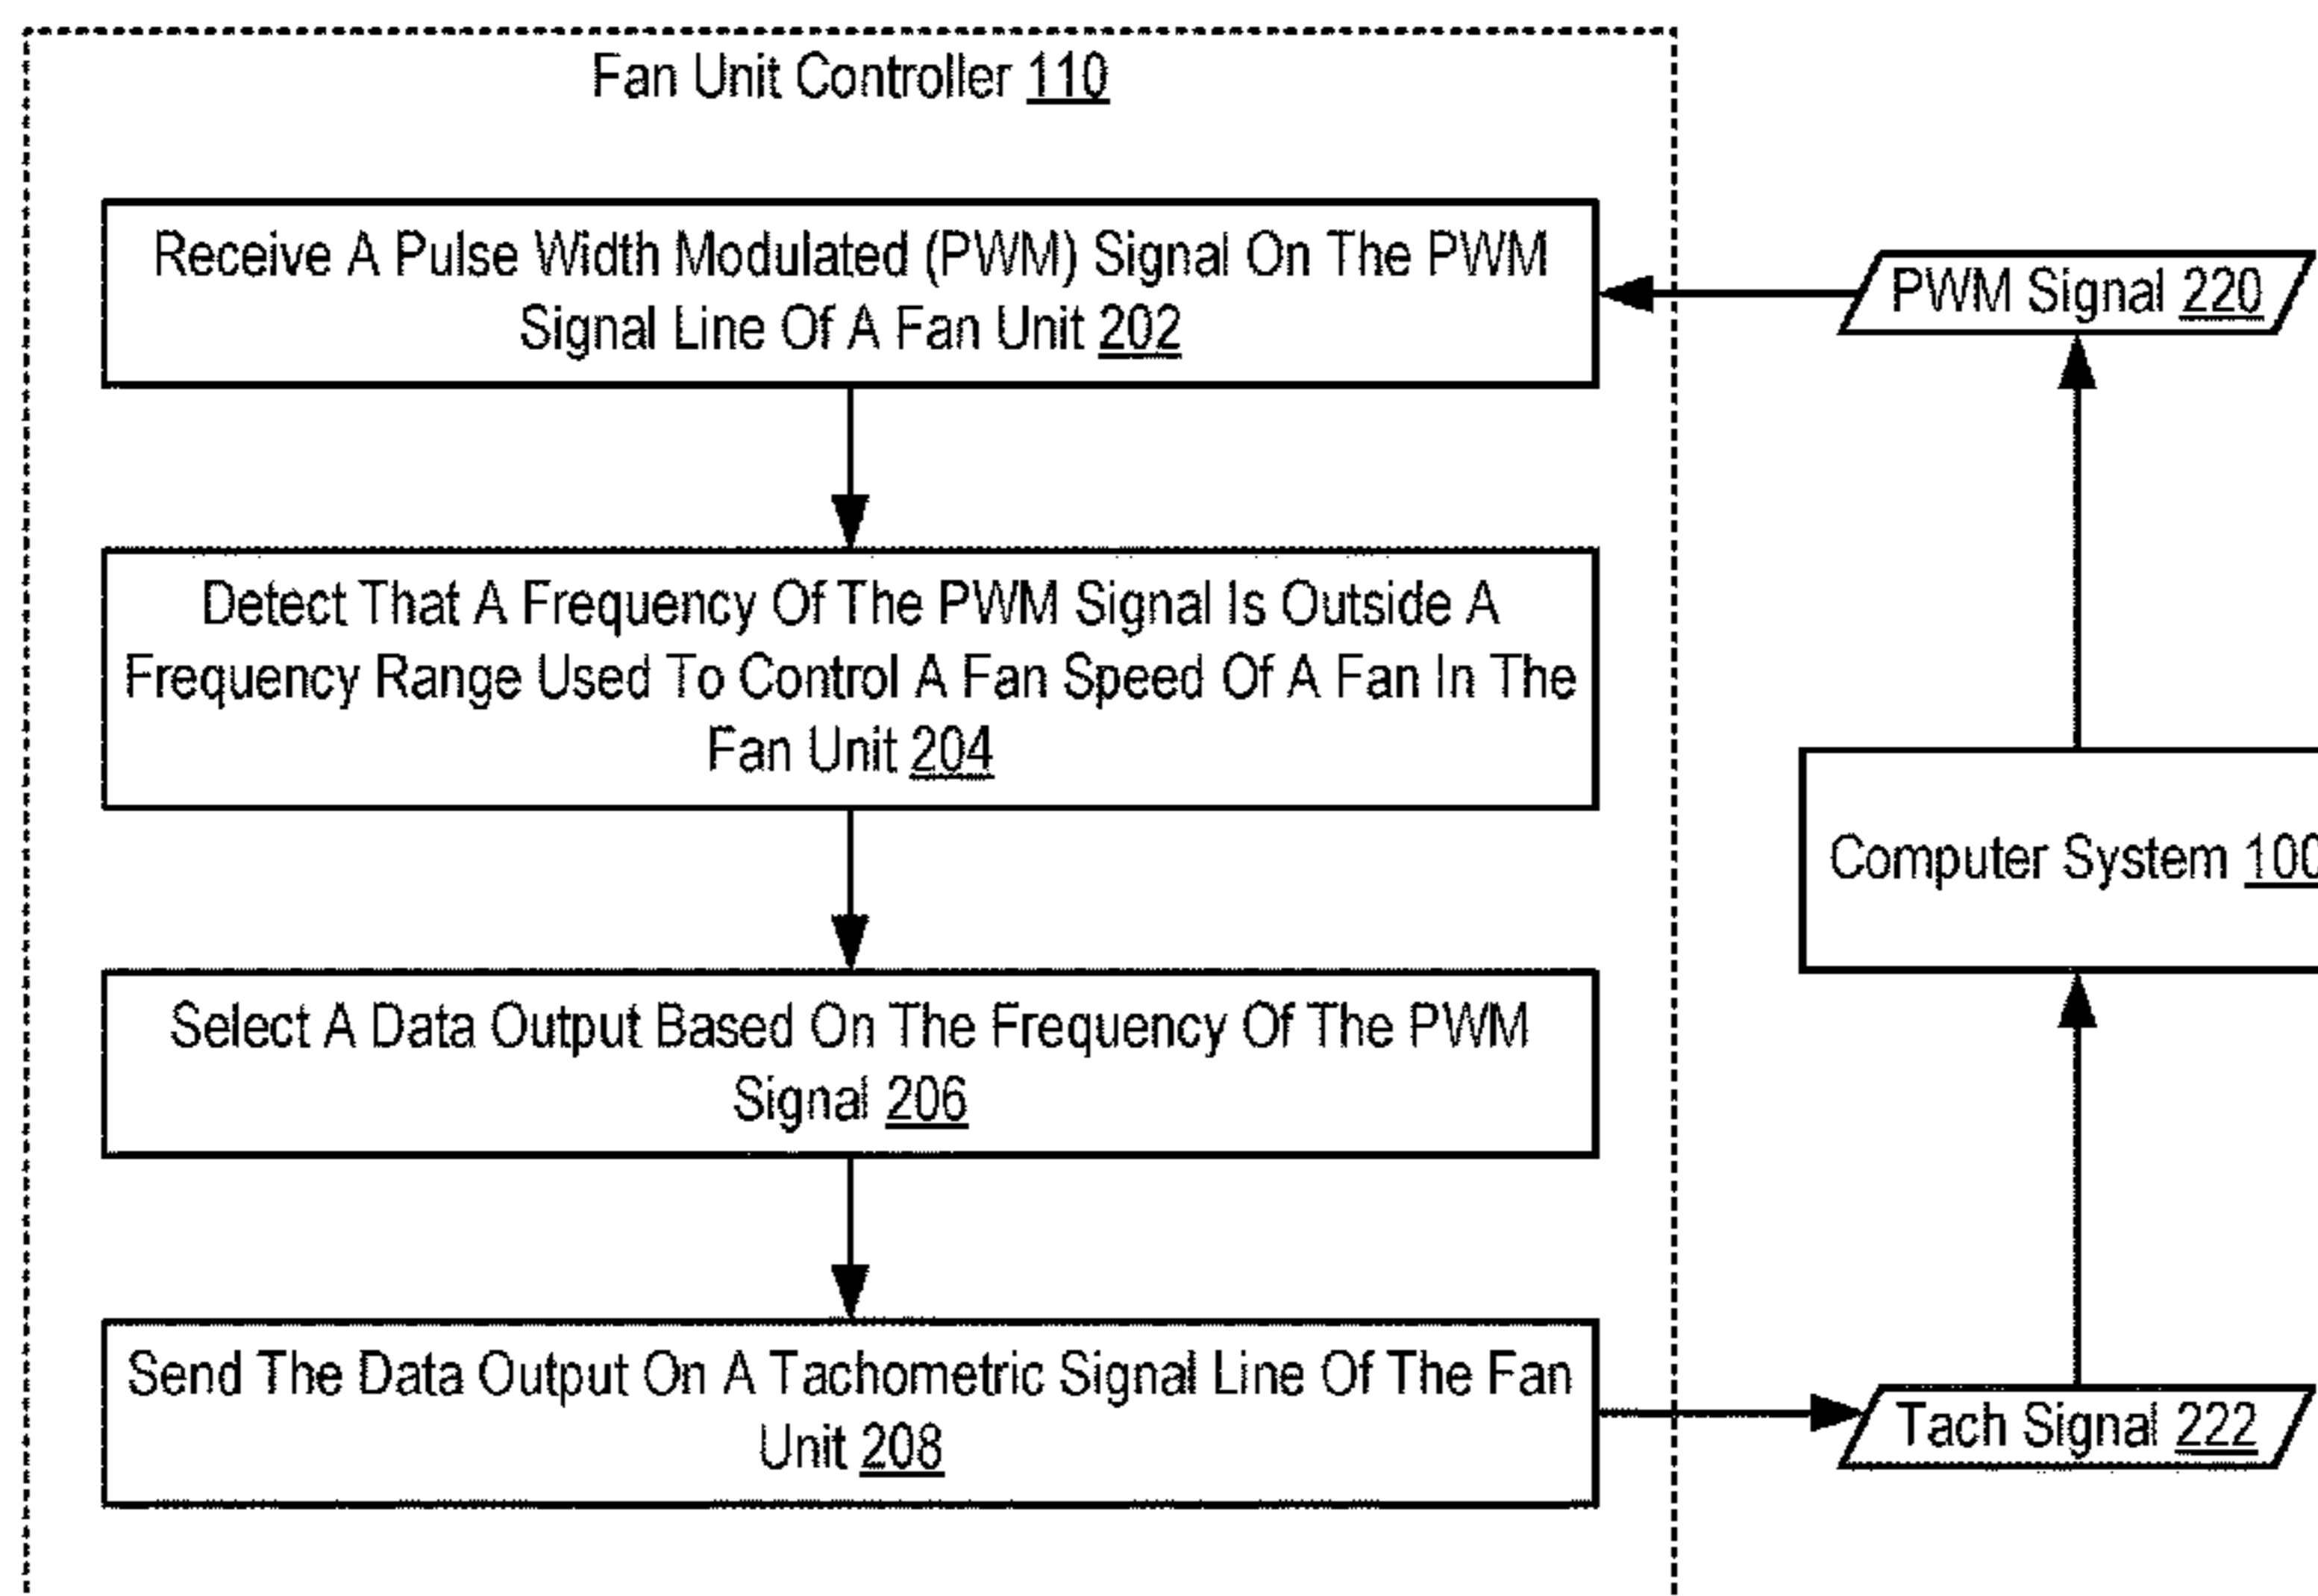 Fan Unit Controller 110
Receive A Pulse Width Modulated (PWM) Signal On The PWM
Signal Line Of A Fan Unit 202
PWM Signal 220
Detect That A Frequency Of The PWM Signal Is Outside A
Frequency Range Used To Control A Fan Speed Of A Fan In The
Fan Unit 204
Computer System 100
Select A Data Output Based On The Frequency Of The PWM
Signal 206
Send The Data Output On A Tachometric Signal Line Of The Fan
Unit 208
Tach Signal 222